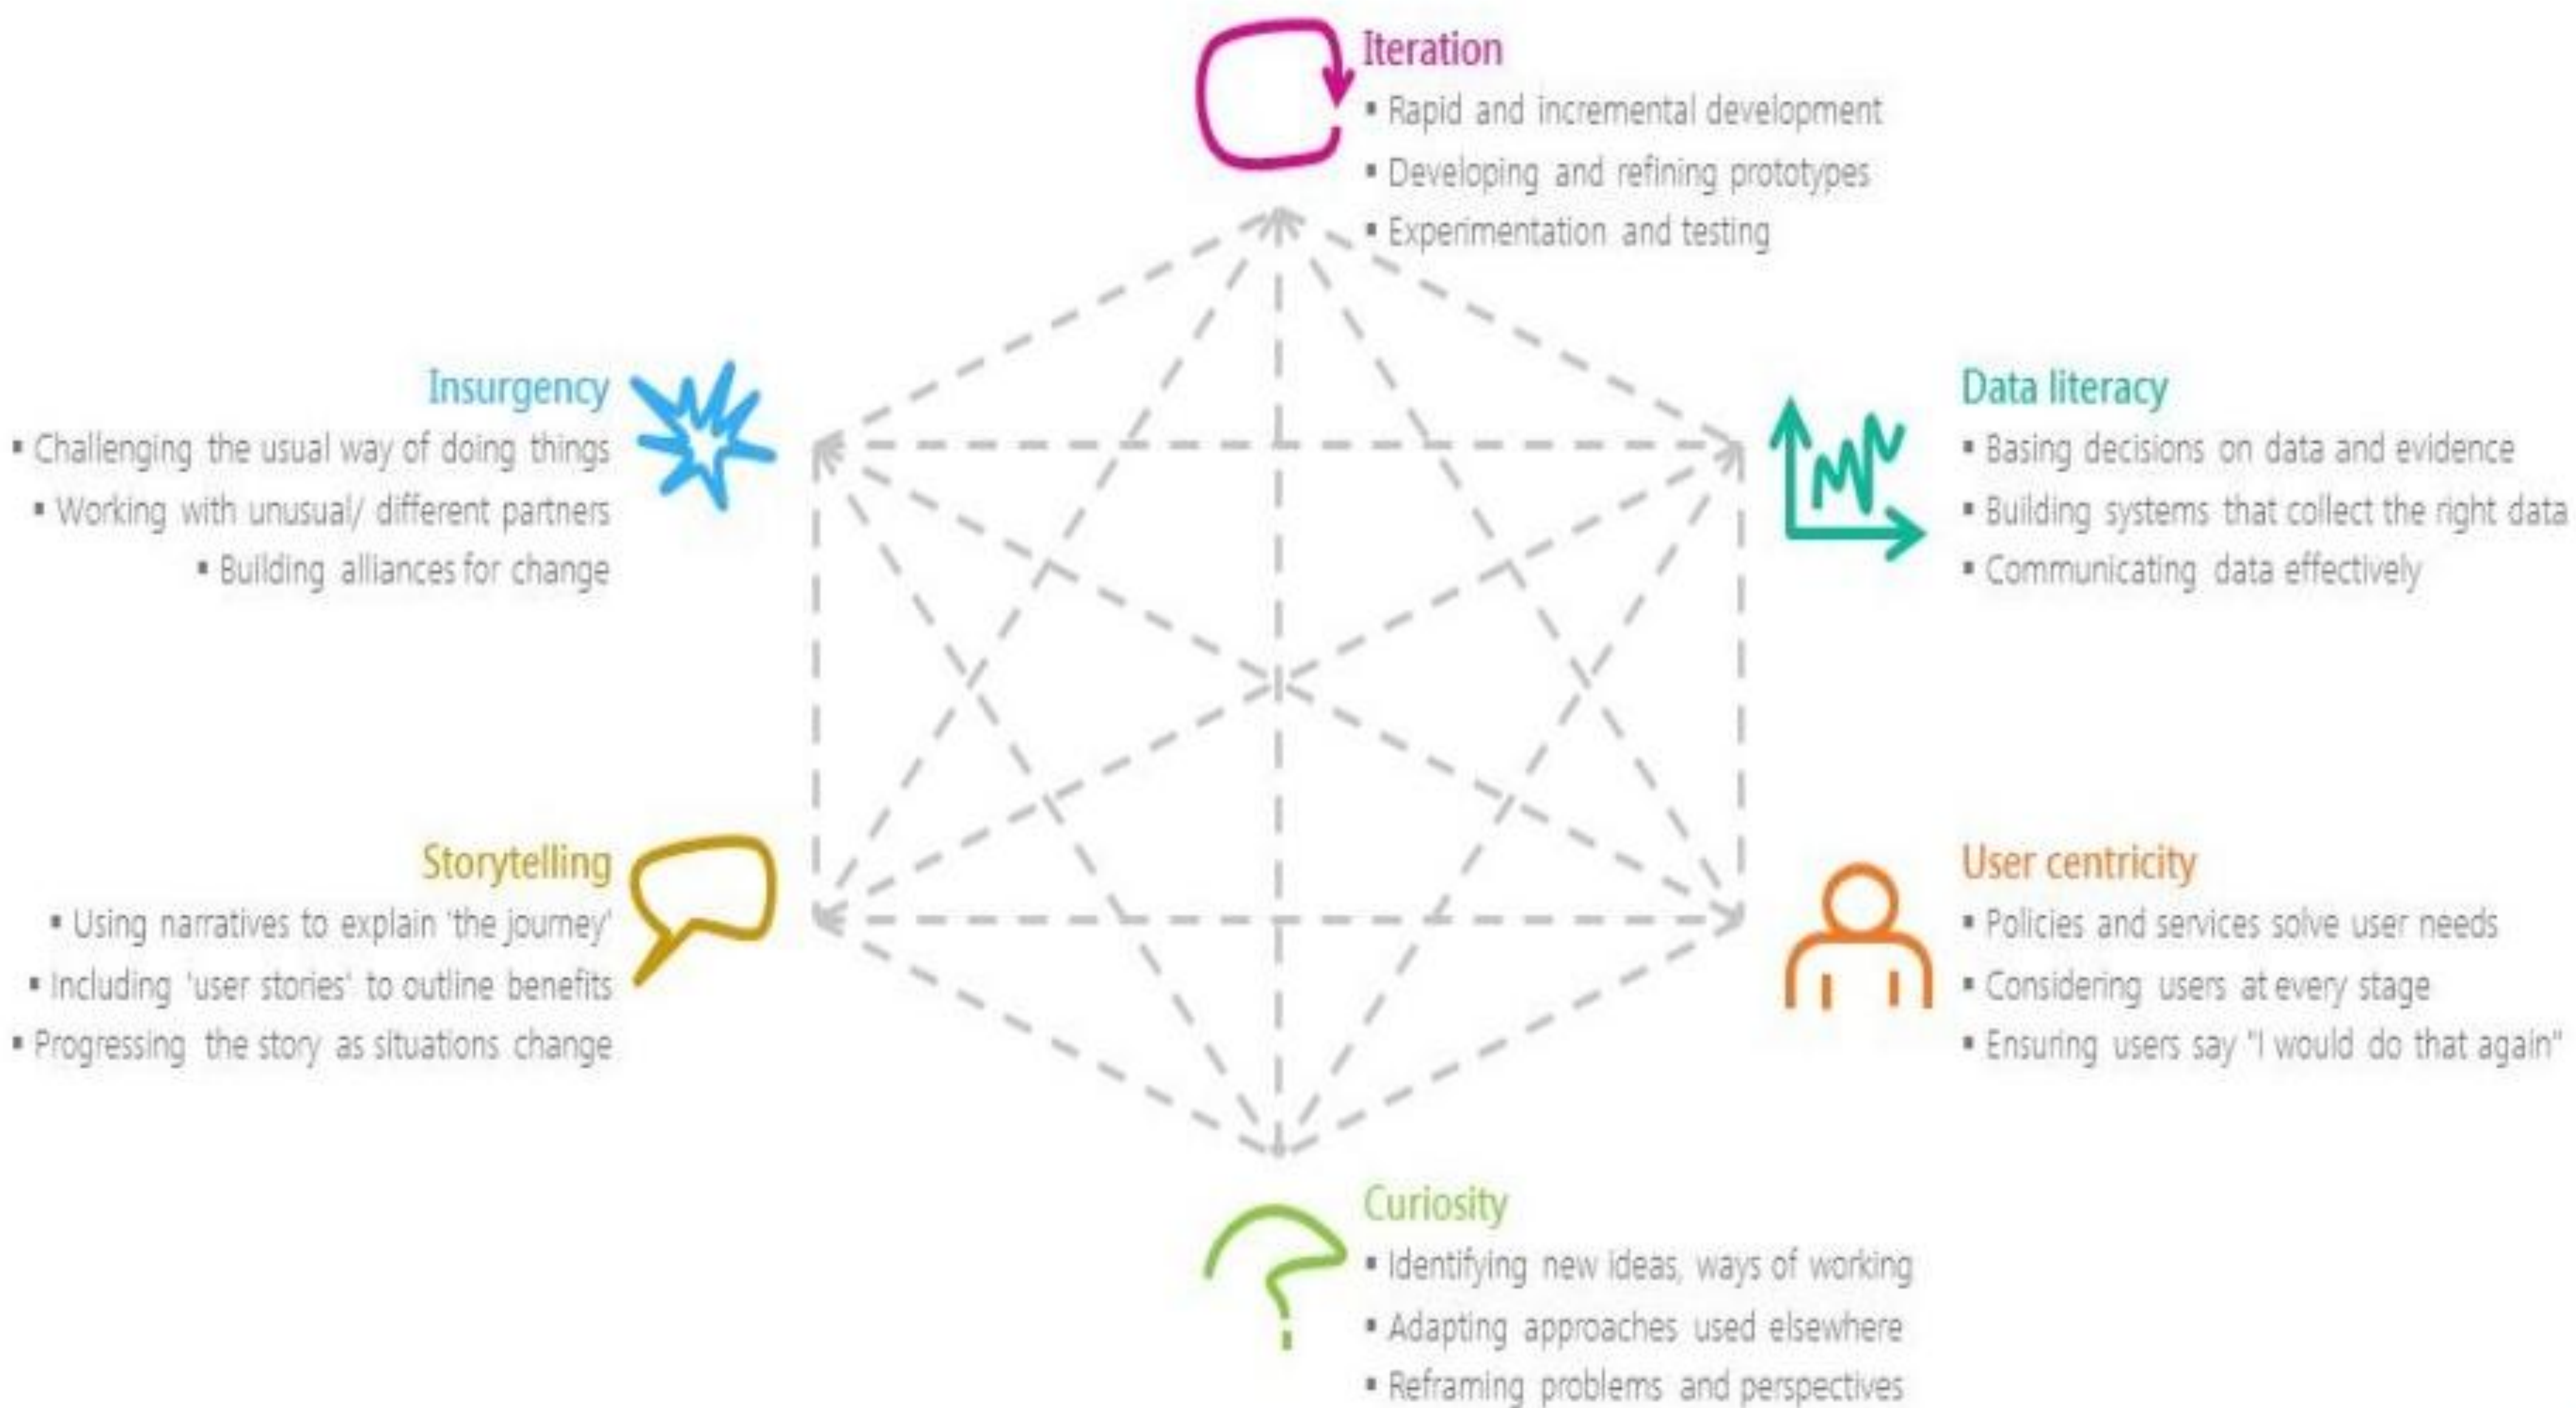 Iteration
▪ Rapid and incremental development
▪ Developing and refining prototypes
▪ Experimentation and testing
Insurgency
▪ Challenging the usual way of doing things
▪ Working with unusual/ different partners
▪ Building alliances for change
Data literacy
▪ Basing decisions on data and evidence
▪ Building systems that collect the right data
▪ Communicating data effectively
Storytelling
▪ Using narratives to explain 'the journey'
▪ Including 'user stories' to outline benefits
▪ Progressing the story as situations change
User centricity
▪ Policies and services solve user needs
▪ Considering users at every stage
▪ Ensuring users say "I would do that again"
Curiosity
▪ Identifying new ideas, ways of working
▪ Adapting approaches used elsewhere
▪ Reframing problems and perspectives